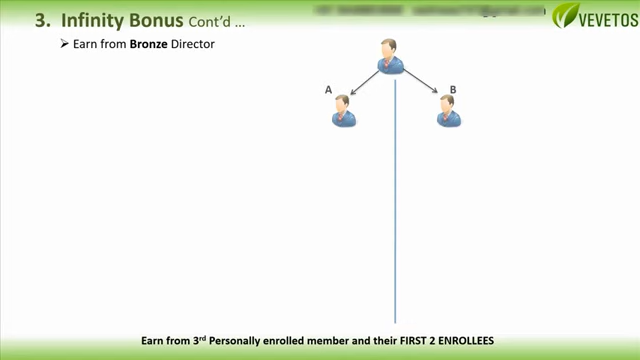 3. Infinity Bonus Cont'd ...
VEVETOS
➢ Earn from Bronze Director
A
B
Earn from 3rd Personally enrolled member and their FIRST 2 ENROLLEES